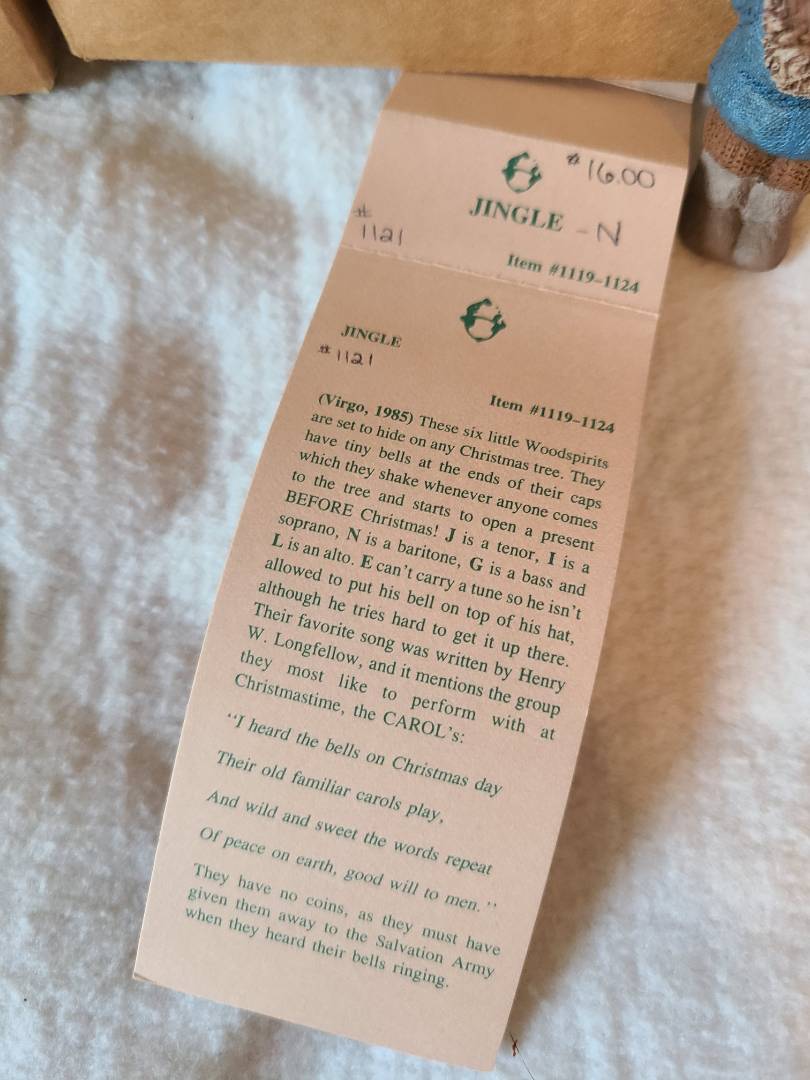 $16.00
JINGLE - N
#
1121
Item #1119–1124
JINGLE
#1121
Item #1119–1124
(Virgo, 1985) These six little Woodspirits
are set to hide on any Christmas tree. They
have tiny bells at the ends of their caps
which they shake whenever anyone comes
to the tree and starts to open a present
BEFORE Christmas! J is a tenor, I is a
soprano, N is a baritone, G is a bass and
L is an alto. E can't carry a tune so he isn't
allowed to put his bell on top of his hat,
although he tries hard to get it up there.
Their favorite song was written by Henry
W. Longfellow, and it mentions the group
they most like to perform with at
Christmastime, the CAROL's:
"I heard the bells on Christmas day
Their old familiar carols play,
And wild and sweet the words repeat
Of peace on earth, good will to men."
They have no coins, as they must have
given them away to the Salvation Army
when they heard their bells ringing.